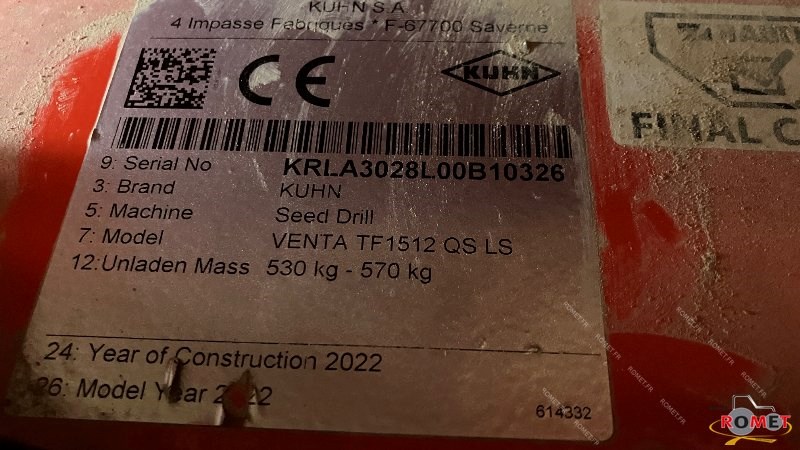 KUHN S.A.
4 Impasse Fabriques * F-67700 Saverne
CE
KUHN
9: Serial No KRLA3028L00B10326
3: Brand KUHN
5: Machine Seed Drill
7: Model VENTA TF1512 QS LS
12:Unladen Mass 530 kg - 570 kg
24: Year of Construction 2022
26: Model Year 2022
614332
FINAL
ROMET.FR
ROMET